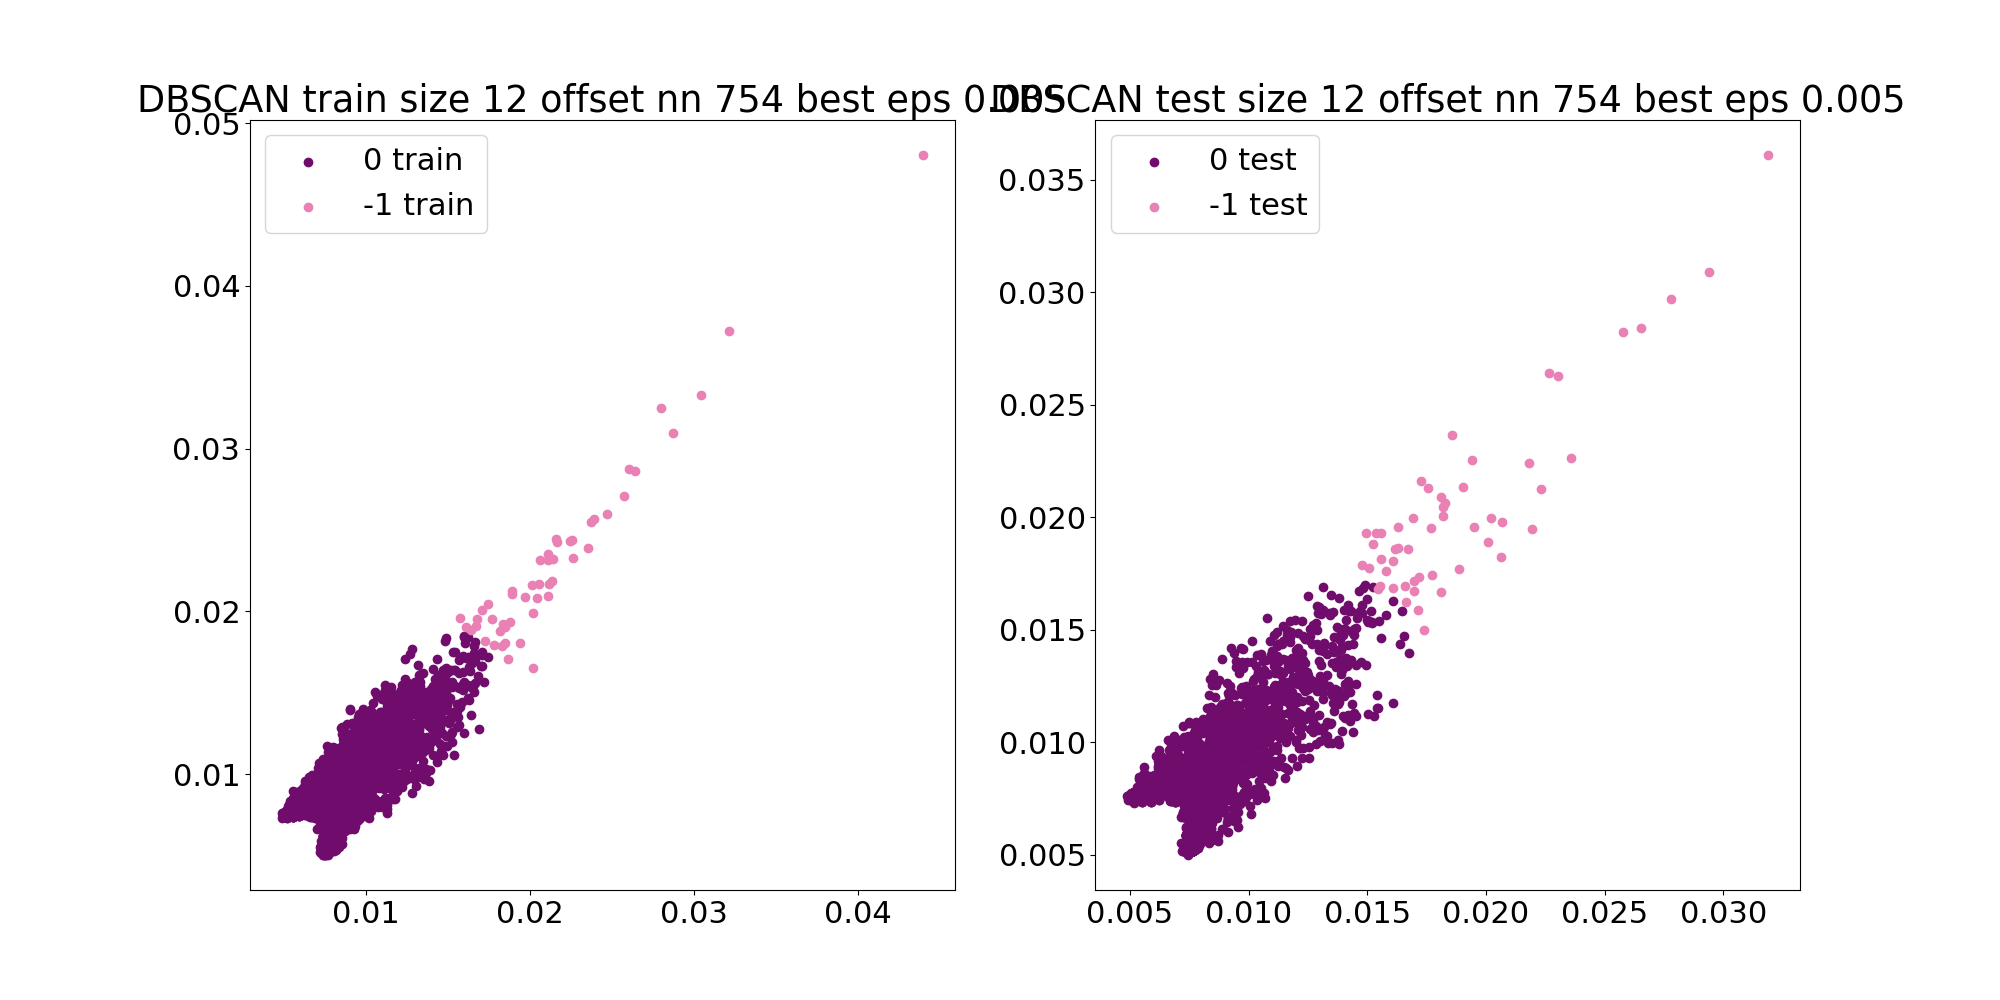 DBSCAN train size 12 offset nn 754 best eps 0.005
0 train
-1 train
0.05
0.04
0.03
0.02
0.01
0.01 0.02 0.03 0.04
DBSCAN test size 12 offset nn 754 best eps 0.005
0 test
-1 test
0.035
0.030
0.025
0.020
0.015
0.010
0.005
0.005 0.010 0.015 0.020 0.025 0.030